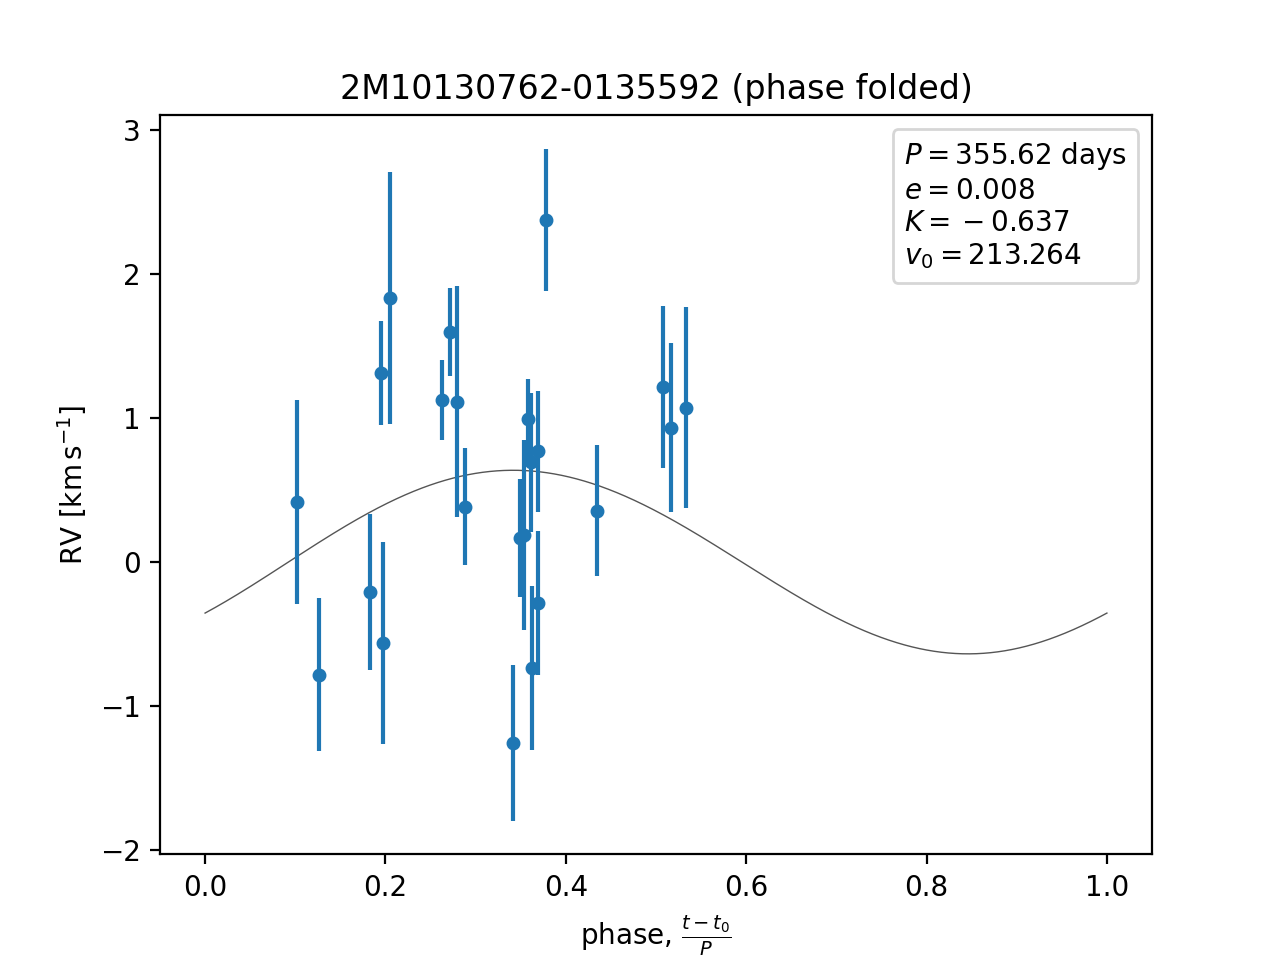 2M10130762-0135592 (phase folded)
P = 355.62 days
e = 0.008
K = −0.637
v₀ = 213.264
3
2
1
0
−1
−2
RV [km s⁻¹]
0.0 0.2 0.4 0.6 0.8 1.0
phase, (t − t₀)/P